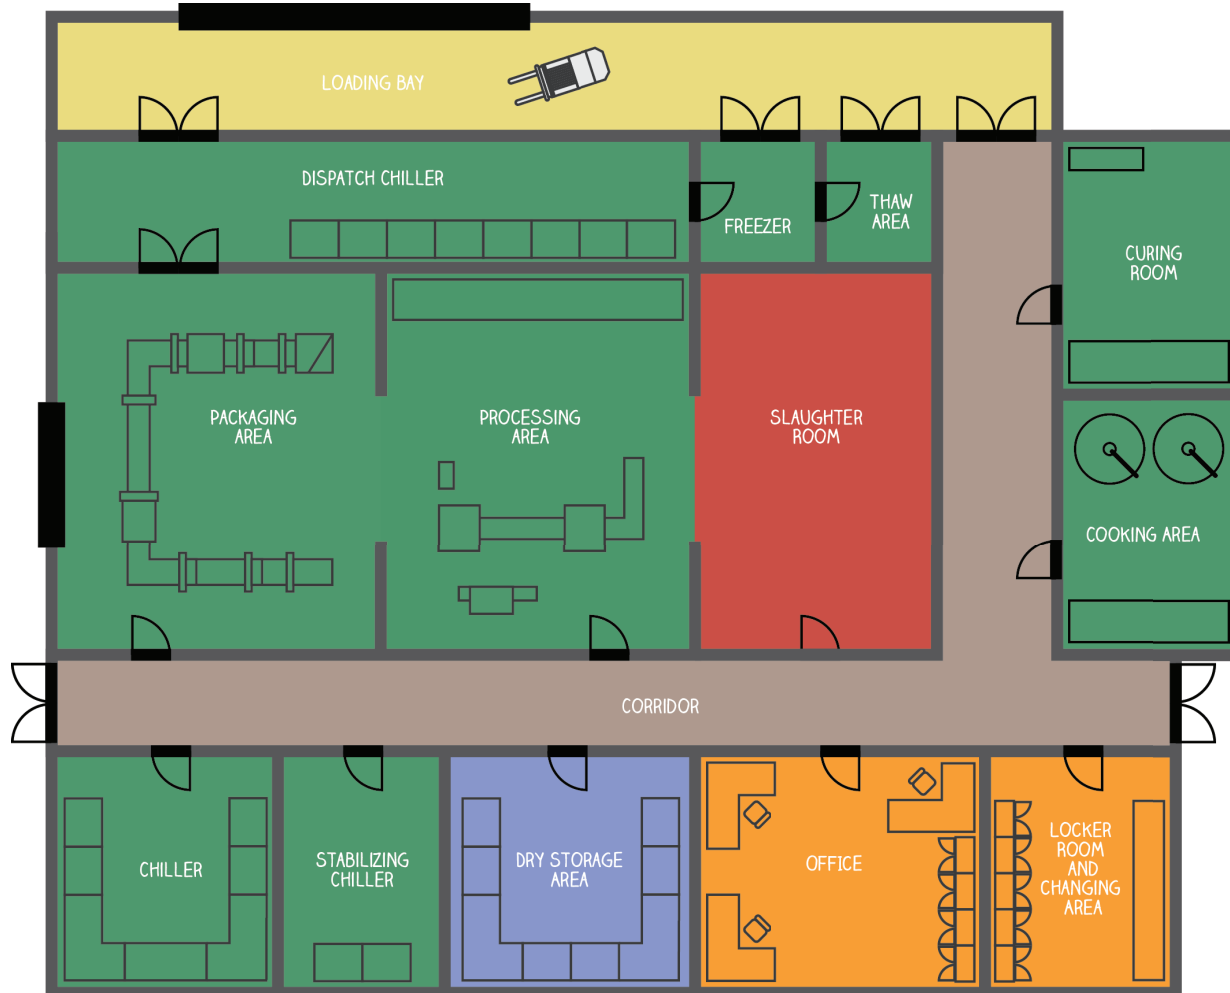 LOADING BAY
DISPATCH CHILLER
FREEZER
THAW
AREA
CURING
ROOM
PACKAGING
AREA
PROCESSING
AREA
SLAUGHTER
ROOM
COOKING AREA
CORRIDOR
CHILLER
STABILIZING
CHILLER
DRY STORAGE
AREA
OFFICE
LOCKER
ROOM
AND
CHANGING
AREA